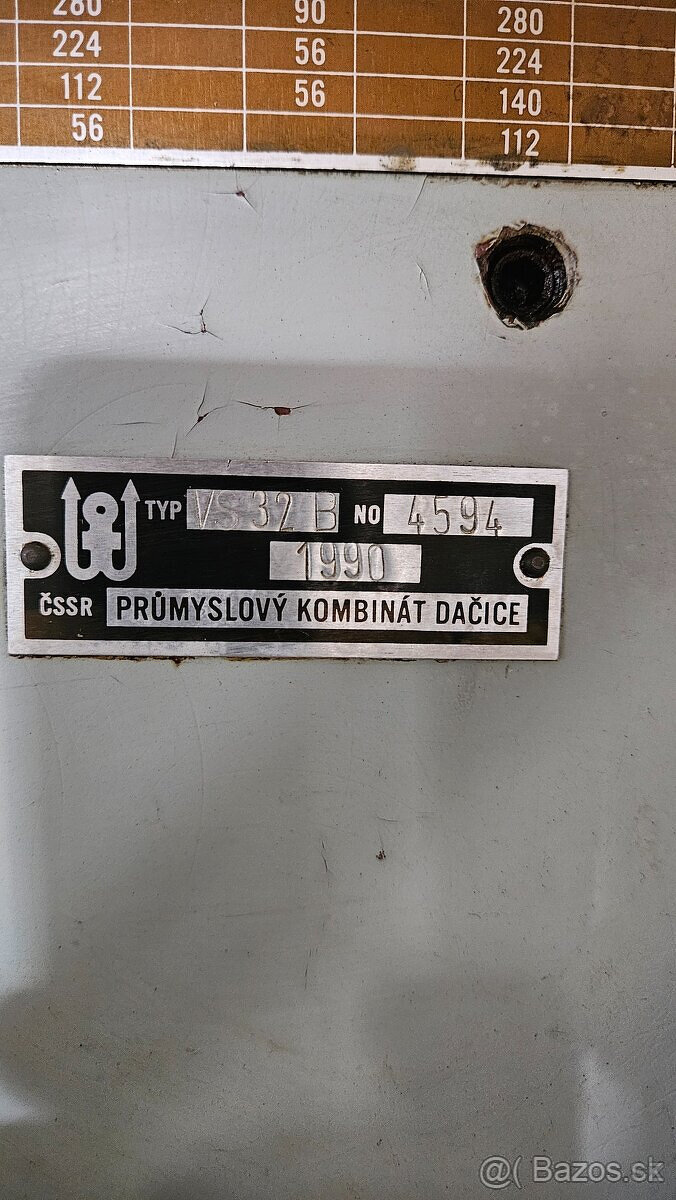 280 90 280
224 56 224
112 56 140
56 112
TYP VS 32 B NO 4594
1990
ČSSR PRŮMYSLOVÝ KOMBINÁT DAČICE
@( Bazos.sk